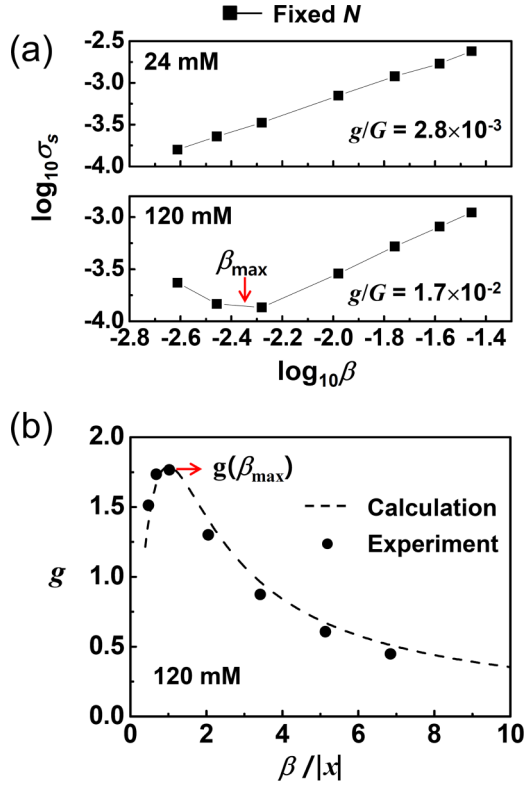 Fixed N
(a)
24 mM
g/G = 2.8×10-3
-2.5
-3.0
-3.5
-4.0
log10σs
120 mM
βmax
g/G = 1.7×10-2
-3.0
-3.5
-4.0
-2.8 -2.6 -2.4 -2.2 -2.0 -1.8 -1.6 -1.4
log10β
(b)
2.0
1.5
1.0
0.5
0.0
g
g(βmax)
Calculation
Experiment
120 mM
0 2 4 6 8 10
β/|x|